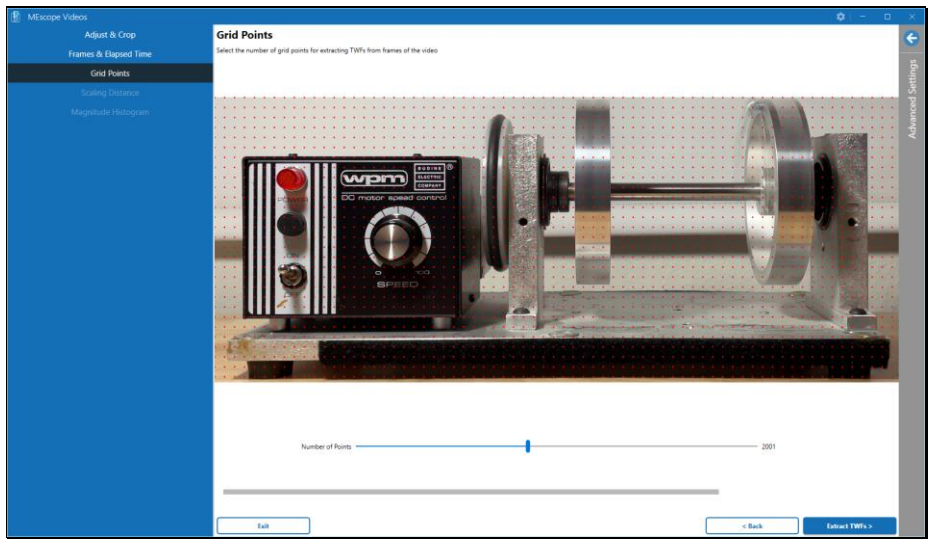 MEscope Videos
Adjust & Crop
Frames & Elapsed Time
Grid Points
Scaling Distance
Magnitude Histogram
Grid Points
Select the number of grid points for extracting TWFs from frames of the video
Advanced Settings
wpm
BODINE
ELECTRIC
COMPANY
®
DC motor speed control
POWER
0
100
SPEED
Number of Points
2001
Exit
< Back
Extract TWFs >